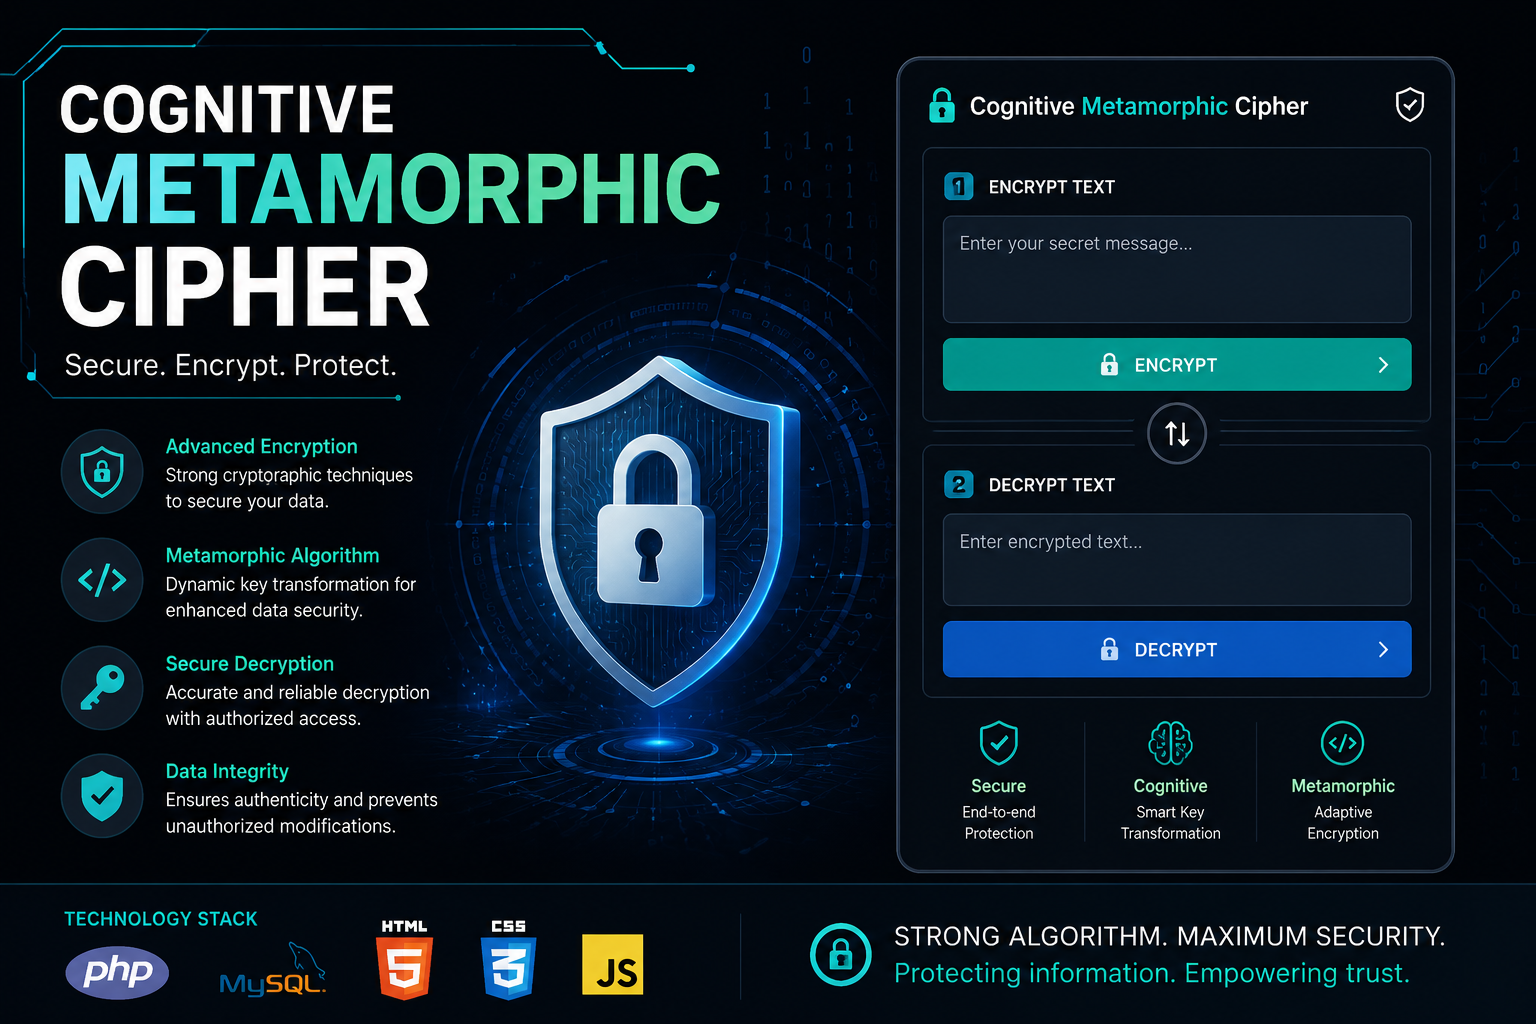 COGNITIVE
METAMORPHIC
CIPHER
Secure. Encrypt. Protect.
Advanced Encryption
Strong cryptoraphic techniques
to secure your data.
Metamorphic Algorithm
Dynamic key transformation for
enhanced data security.
Secure Decryption
Accurate and reliable decryption
with authorized access.
Data Integrity
Ensures authenticity and prevents
unauthorized modifications.
Cognitive Metamorphic Cipher
1 ENCRYPT TEXT
Enter your secret message...
ENCRYPT
2 DECRYPT TEXT
Enter encrypted text...
DECRYPT
Secure
End-to-end
Protection
Cognitive
Smart Key
Transformation
Metamorphic
Adaptive
Encryption
TECHNOLOGY STACK
php
MySQL.
HTML
5
CSS
3
JS
STRONG ALGORITHM. MAXIMUM SECURITY.
Protecting information. Empowering trust.